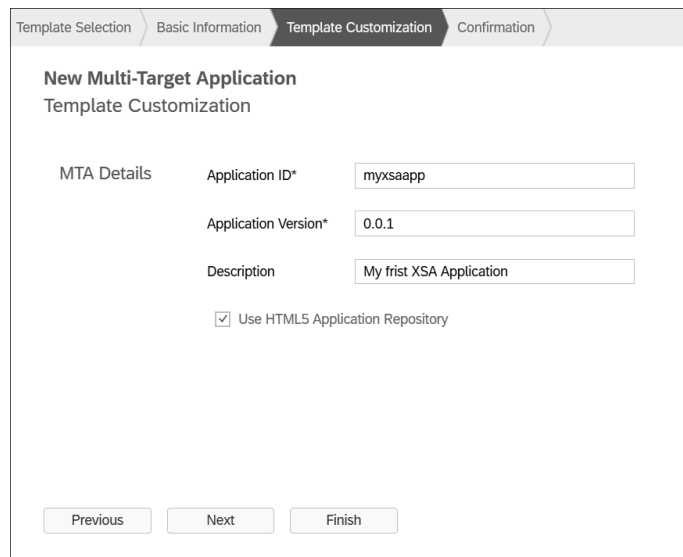 Template Selection Basic Information Template Customization Confirmation
New Multi-Target Application
Template Customization
MTA Details
Application ID* myxsaapp
Application Version* 0.0.1
Description My frist XSA Application
Use HTML5 Application Repository
Previous Next Finish